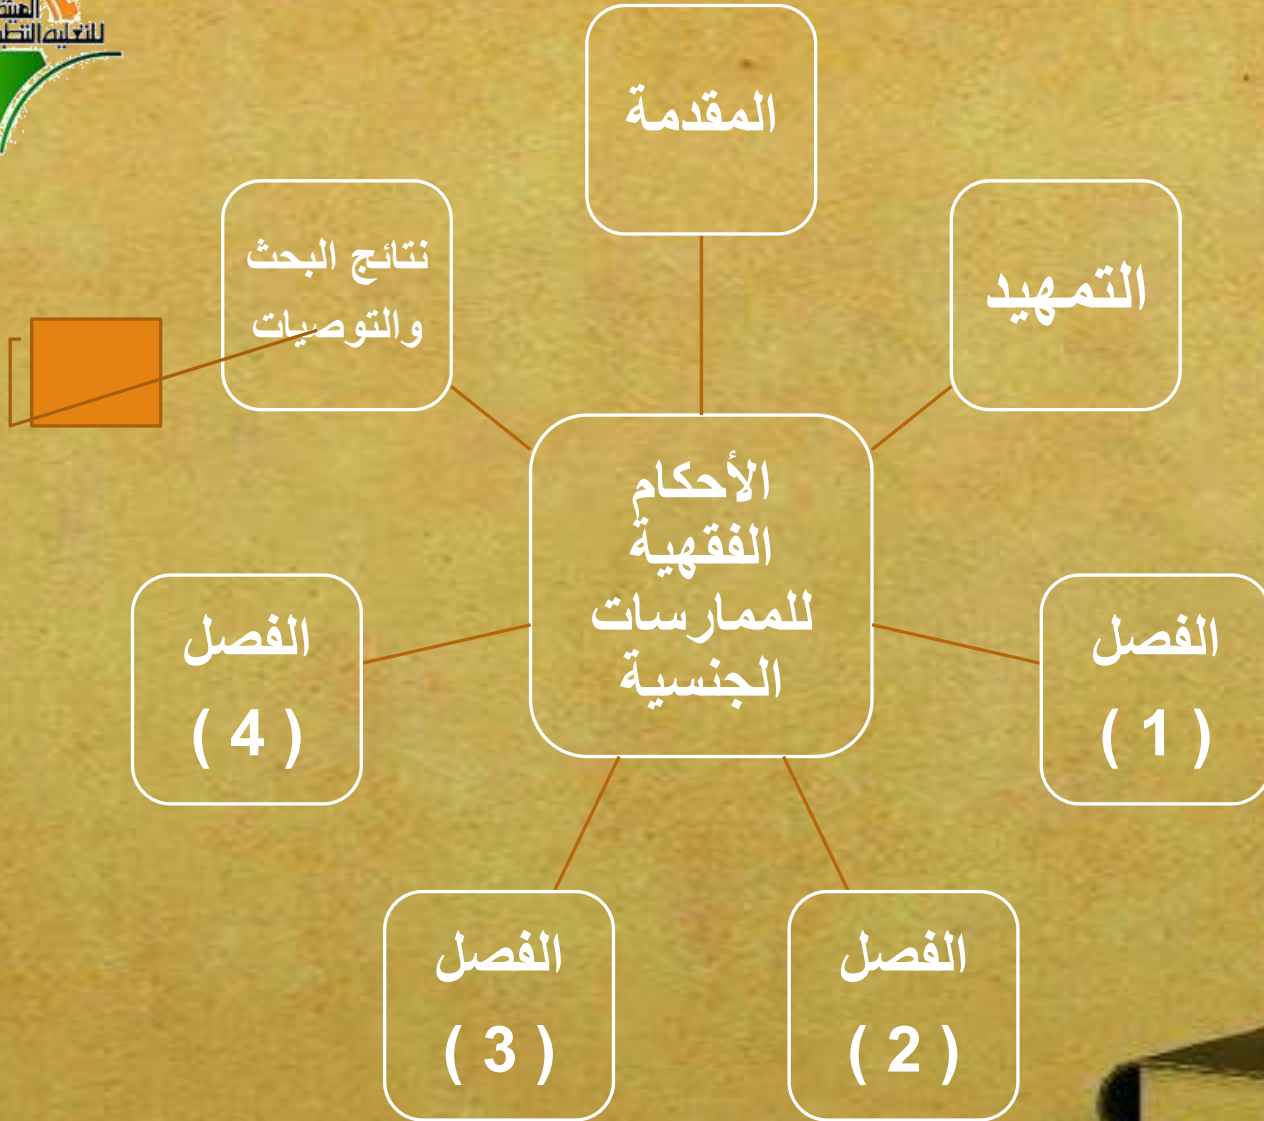 المقدمة
التمهيد
نتائج البحث
والتوصيات
الأحكام
الفقهية
للممارسات
الجنسية
الفصل
( 1 )
الفصل
( 2 )
الفصل
( 3 )
الفصل
( 4 )